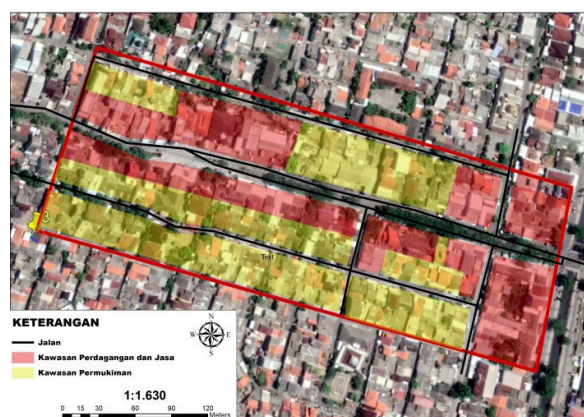 3
Text
KETERANGAN
N
W
E
S
Jalan
Kawasan Perdagangan dan Jasa
Kawasan Permukiman
1:1.630
0 15 30 60 90 120
Meters